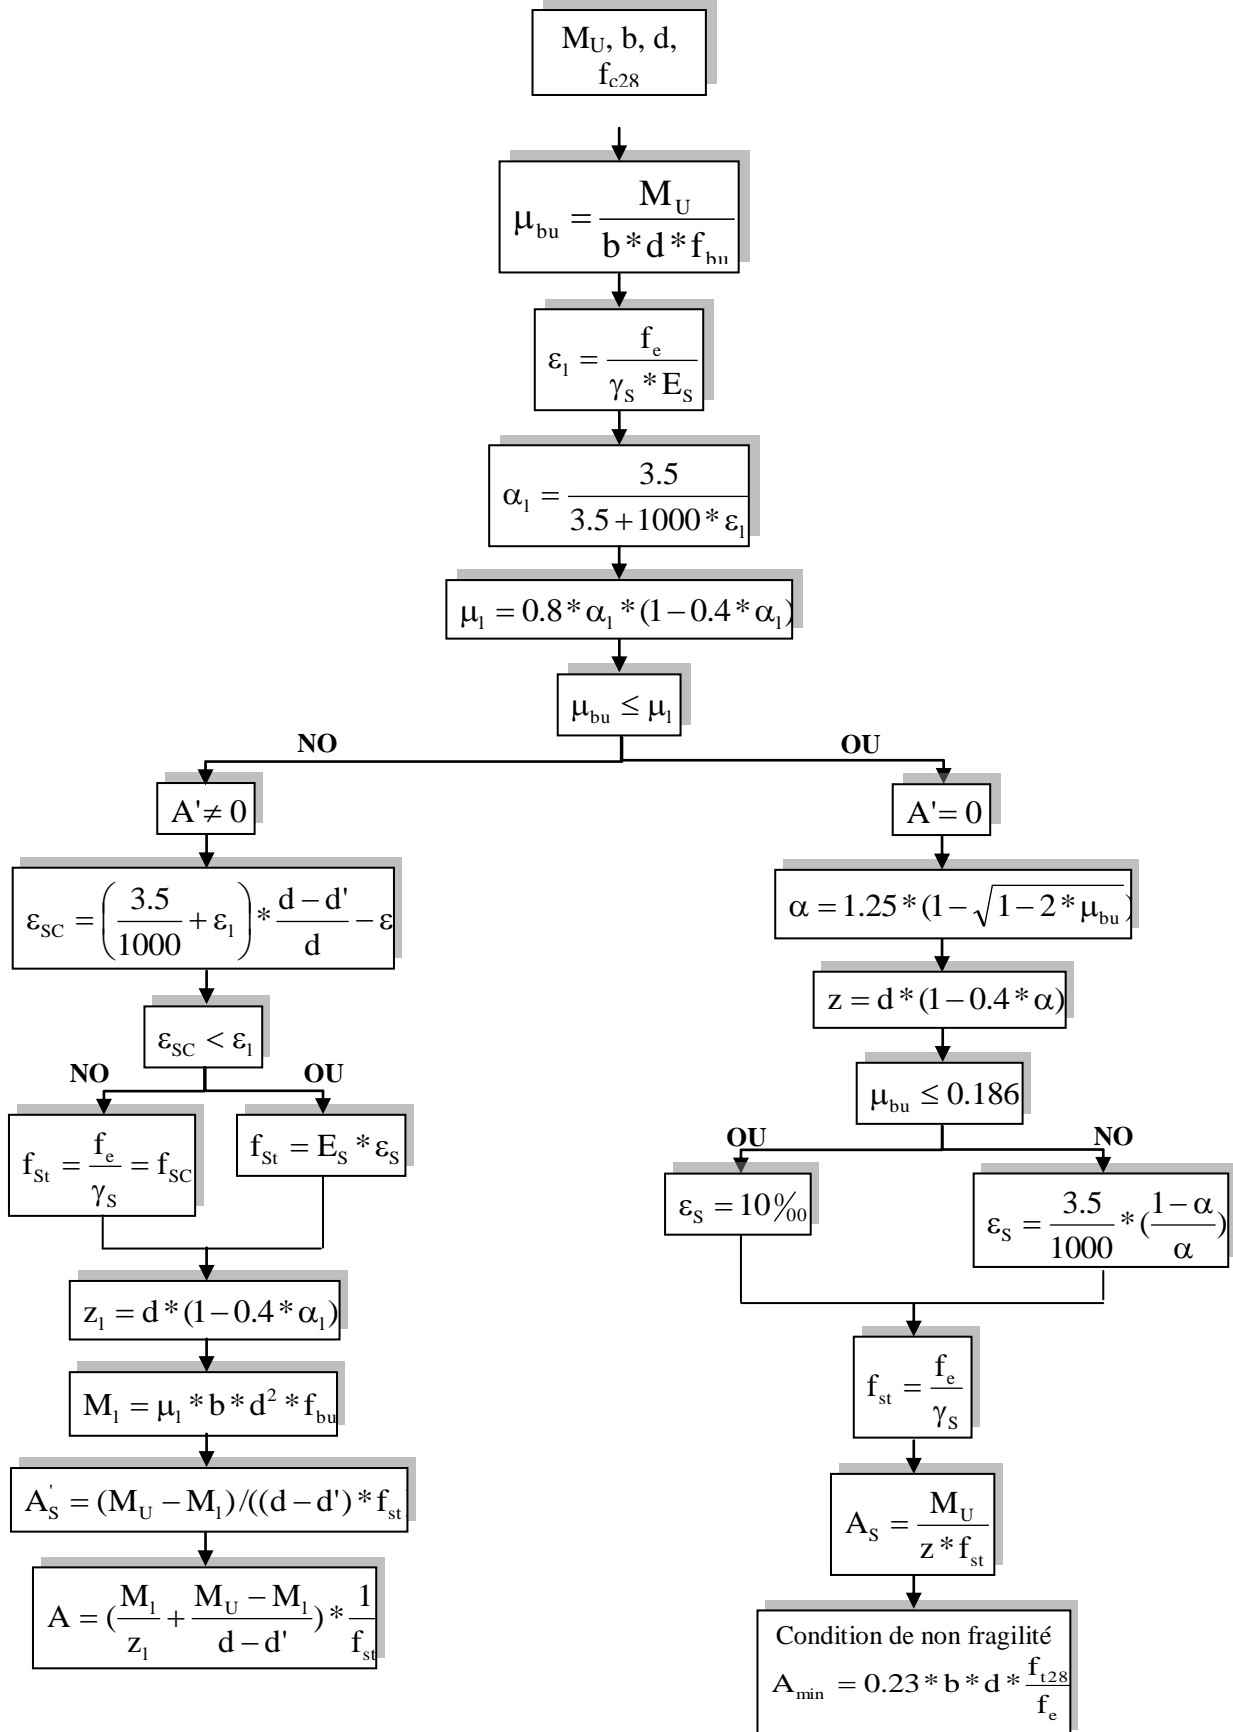 M_U, b, d,
f_c28
μ_bu = M_U / (b * d * f_bu)
ε_l = f_e / (γ_S * E_S)
α_l = 3.5 / (3.5 + 1000 * ε_l)
μ_l = 0.8 * α_l * (1 − 0.4 * α_l)
μ_bu ≤ μ_l
NO
OU
A' ≠ 0
A' = 0
ε_SC = (3.5/1000 + ε_l) * (d − d')/d − ε
ε_SC < ε_l
NO
OU
f_St = f_e / γ_S = f_SC
f_St = E_S * ε_S
z_l = d * (1 − 0.4 * α_l)
M_l = μ_l * b * d² * f_bu
A_S' = (M_U − M_l) / ((d − d') * f_st
A = (M_l / z_l + (M_U − M_l) / (d − d')) * 1 / f_st
α = 1.25 * (1 − √(1 − 2 * μ_bu))
z = d * (1 − 0.4 * α)
μ_bu ≤ 0.186
OU
NO
ε_S = 10‰
ε_S = 3.5/1000 * ((1 − α)/α)
f_st = f_e / γ_S
A_S = M_U / (z * f_st)
Condition de non fragilité
A_min = 0.23 * b * d * f_t28 / f_e